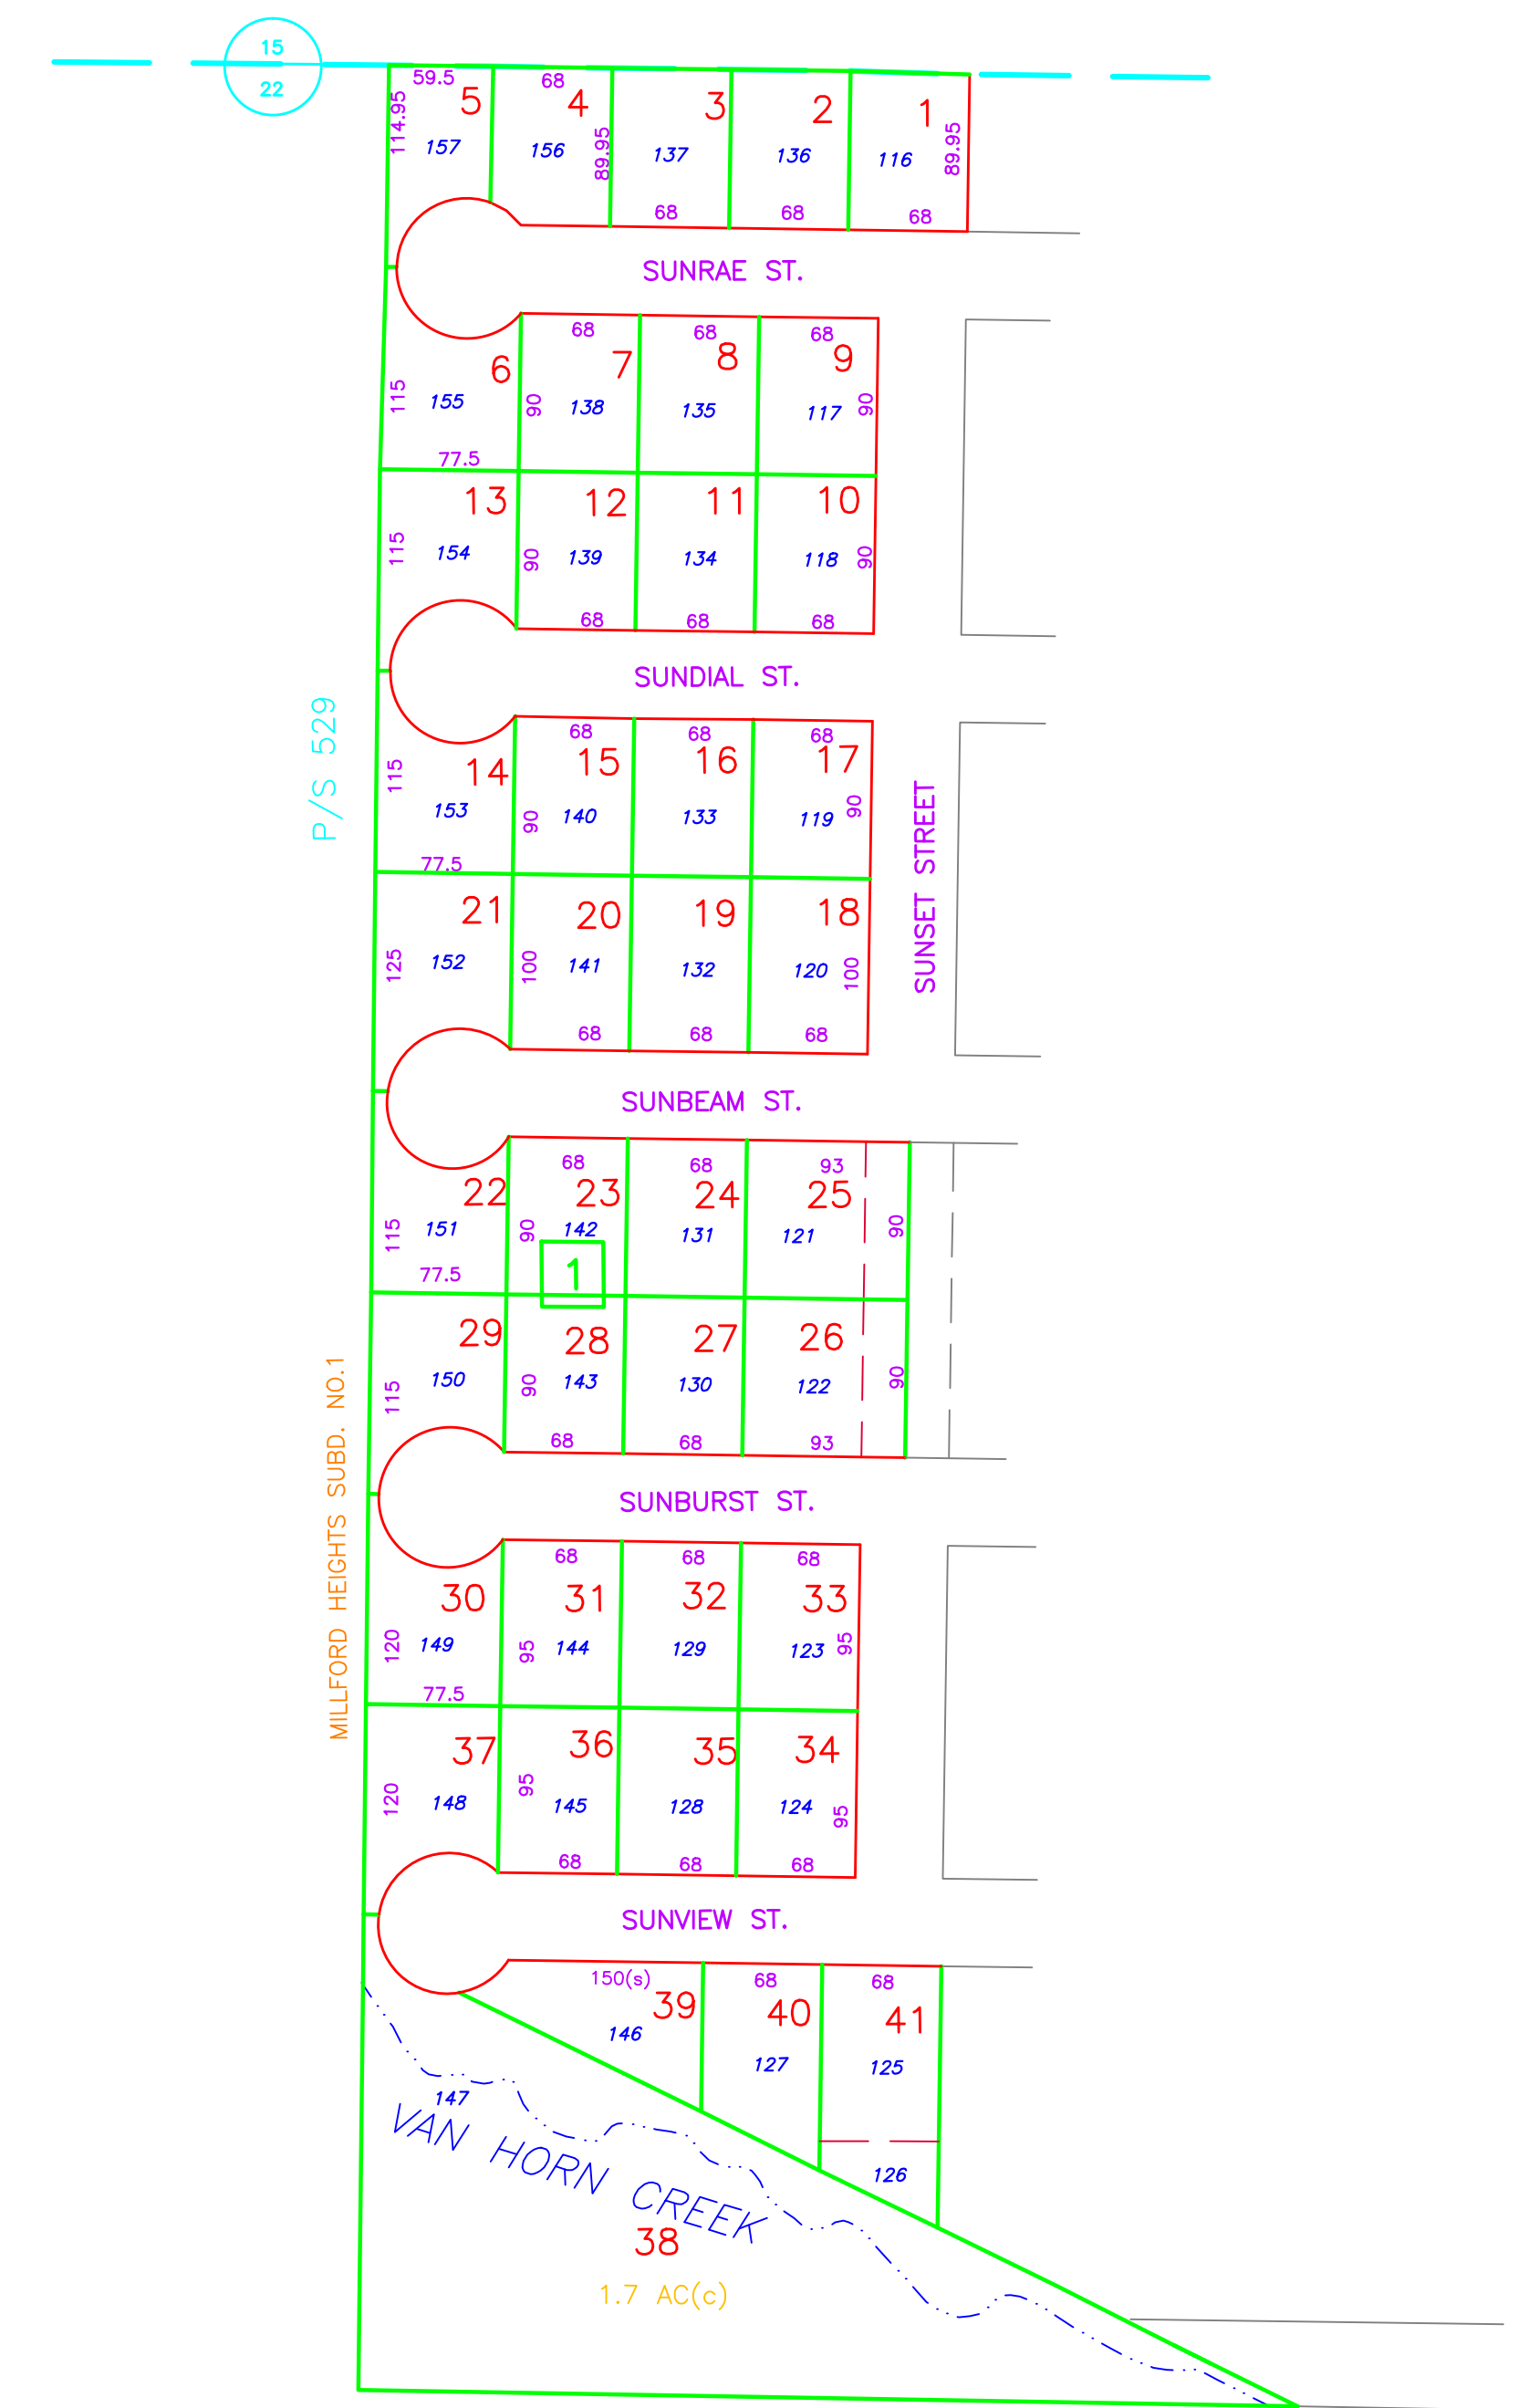 15
22
59.5 68
5 4 3 2 1
114.95 89.95 89.95
157 156 137 136 116
68 68 68
SUNRAE ST.
68 68 68
6 7 8 9
115 90 90
155 138 135 117
77.5
13 12 11 10
115 90 90
154 139 134 118
68 68 68
SUNDIAL ST.
P/S 529
68 68 68
14 15 16 17
115 90 90
153 140 133 119
77.5
SUNSET STREET
21 20 19 18
125 100 100
152 141 132 120
68 68 68
SUNBEAM ST.
68 68 93
22 23 24 25
115 90 90
151 142 131 121
77.5
1
29 28 27 26
115 90 90
150 143 130 122
68 68 93
MILLFORD HEIGHTS SUBD. NO.1
SUNBURST ST.
68 68 68
30 31 32 33
120 95 95
149 144 129 123
77.5
37 36 35 34
120 95 95
148 145 128 124
68 68 68
SUNVIEW ST.
150(s) 68 68
39 40 41
146 127 125
147
VAN HORN CREEK
126
38
1.7 AC(c)